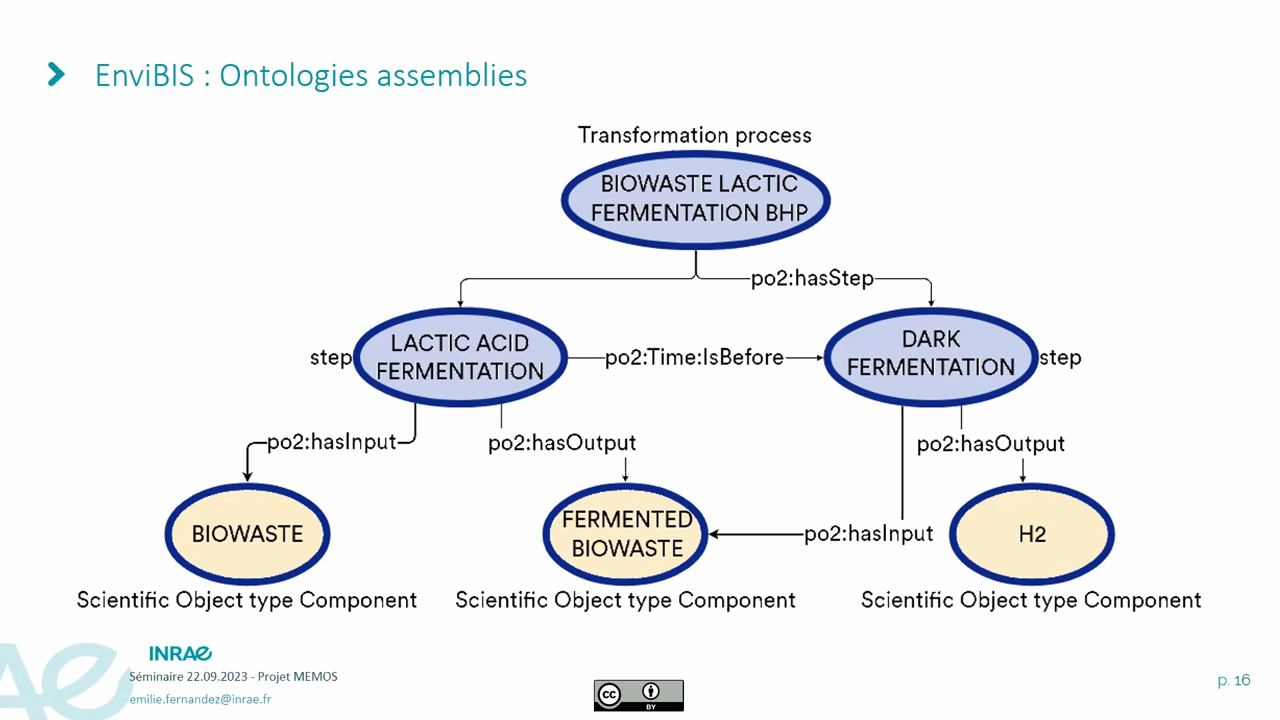 EnviBIS : Ontologies assemblies
Transformation process
BIOWASTE LACTIC
FERMENTATION BHP
po2:hasStep
step
LACTIC ACID
FERMENTATION
po2:Time:IsBefore
DARK
FERMENTATION
step
po2:hasInput
po2:hasOutput
po2:hasOutput
BIOWASTE
FERMENTED
BIOWASTE
po2:hasInput
H2
Scientific Object type Component
Scientific Object type Component
Scientific Object type Component
INRAE
Séminaire 22.09.2023 - Projet MEMOS
emilie.fernandez@inrae.fr
cc
BY
p. 16